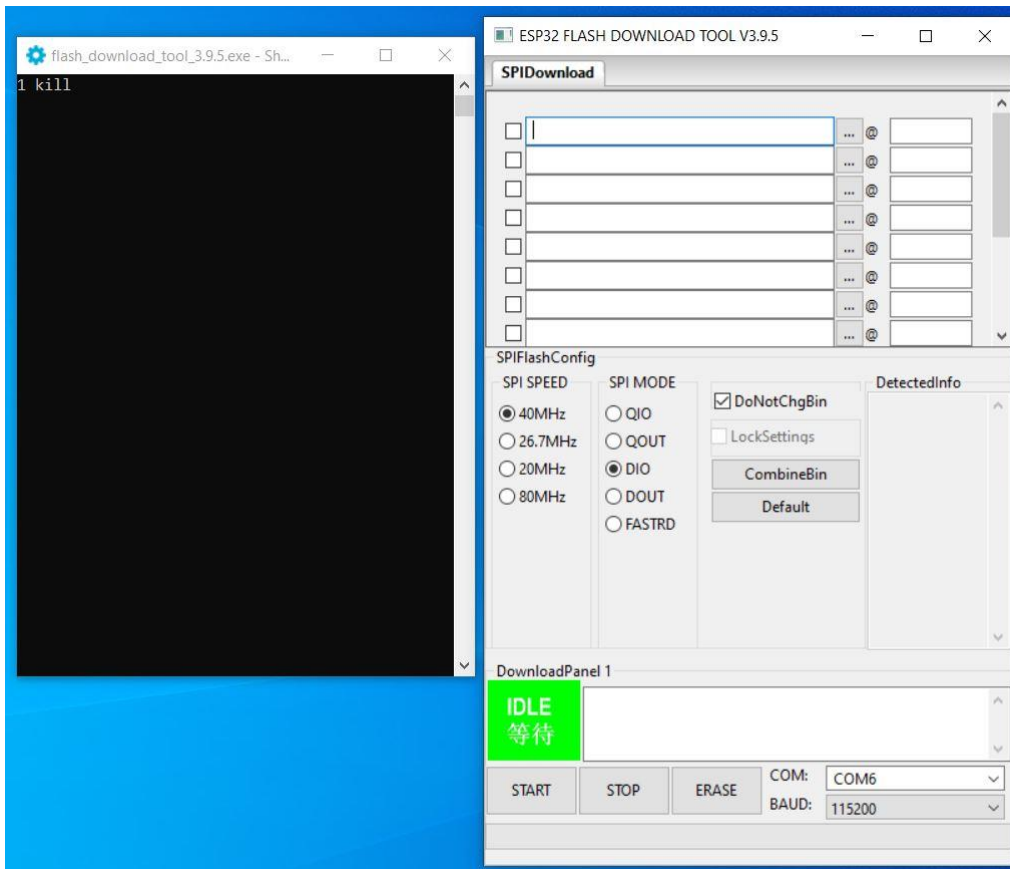 flash_download_tool_3.9.5.exe - Sh...
1 kill
ESP32 FLASH DOWNLOAD TOOL V3.9.5
SPIDownload
... @
... @
... @
... @
... @
... @
... @
... @
SPIFlashConfig
SPI SPEED
40MHz
26.7MHz
20MHz
80MHz
SPI MODE
QIO
QOUT
DIO
DOUT
FASTRD
DoNotChgBin
LockSettings
CombineBin
Default
DetectedInfo
DownloadPanel 1
IDLE
等待
START
STOP
ERASE
COM: COM6
BAUD: 115200